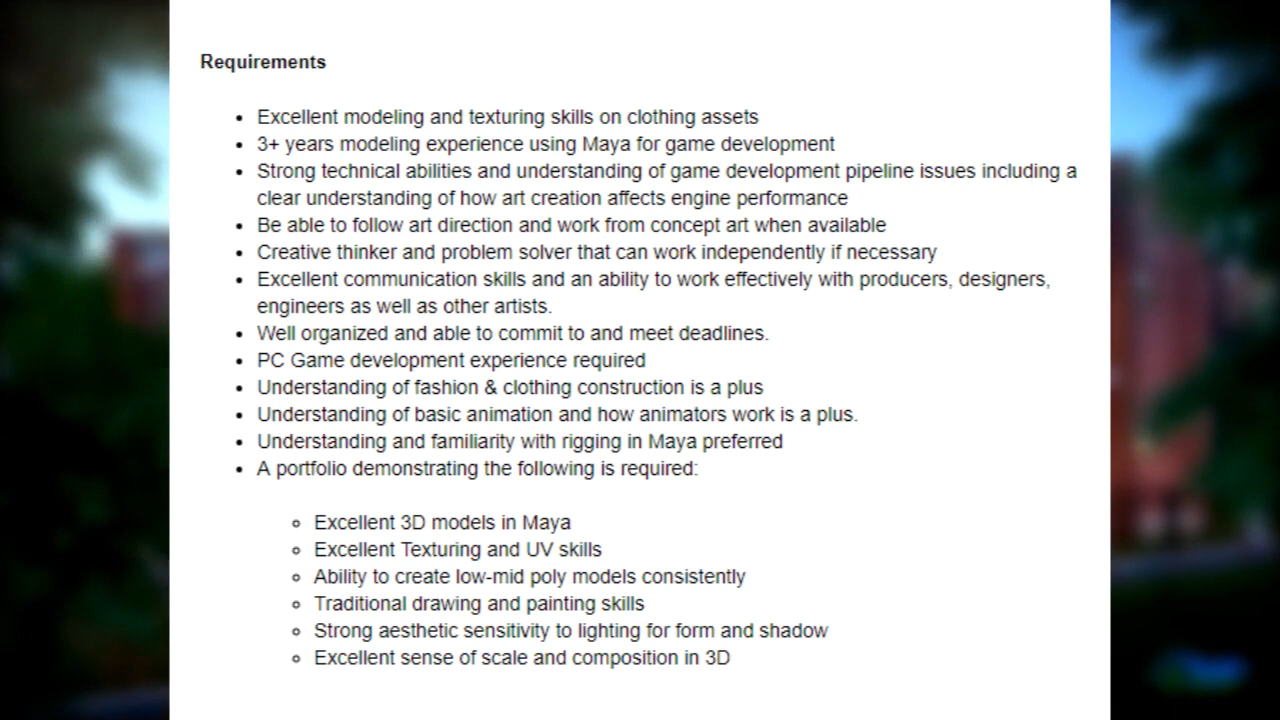 Requirements
• Excellent modeling and texturing skills on clothing assets
• 3+ years modeling experience using Maya for game development
• Strong technical abilities and understanding of game development pipeline issues including a
clear understanding of how art creation affects engine performance
• Be able to follow art direction and work from concept art when available
• Creative thinker and problem solver that can work independently if necessary
• Excellent communication skills and an ability to work effectively with producers, designers,
engineers as well as other artists.
• Well organized and able to commit to and meet deadlines.
• PC Game development experience required
• Understanding of fashion & clothing construction is a plus
• Understanding of basic animation and how animators work is a plus.
• Understanding and familiarity with rigging in Maya preferred
• A portfolio demonstrating the following is required:
◦ Excellent 3D models in Maya
◦ Excellent Texturing and UV skills
◦ Ability to create low-mid poly models consistently
◦ Traditional drawing and painting skills
◦ Strong aesthetic sensitivity to lighting for form and shadow
◦ Excellent sense of scale and composition in 3D